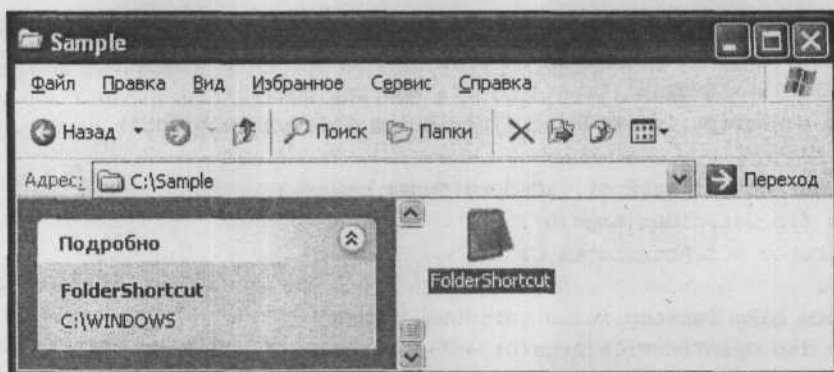 Sample
Файл Правка Вид Избранное Сервис Справка
Назад Поиск Папки
Адрес: C:\Sample Переход
Подробно
FolderShortcut
C:\WINDOWS
FolderShortcut